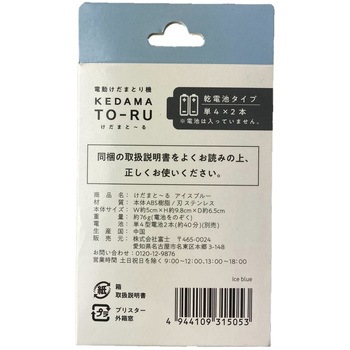 電動けだまとり機
KEDAMA
TO-RU
けだまと〜る
乾電池タイプ
単4×2本
※電池は入っていません。
同梱の取扱説明書をよくお読みの上、
正しくお使いください。
商品名：けだまと〜る アイスブルー
材質：本体ABS樹脂/刃ステンレス
本体サイズ：W約5cm×H約9.8cm×D約6.5cm
重量：約76g(電池をのぞく)
電池：単4型電池2本(約40分)(別売)
生産国：中国
販売元：株式会社富士 〒465-0024
愛知県名古屋市名東区本郷3-148
お問い合わせ：0120-12-9876
営業時間 土日祝日を除く9:00〜12:00、13:00〜18:00
ice blue
紙
箱
取扱説明書
プラ
ブリスター
外箱窓
4 944109 315053